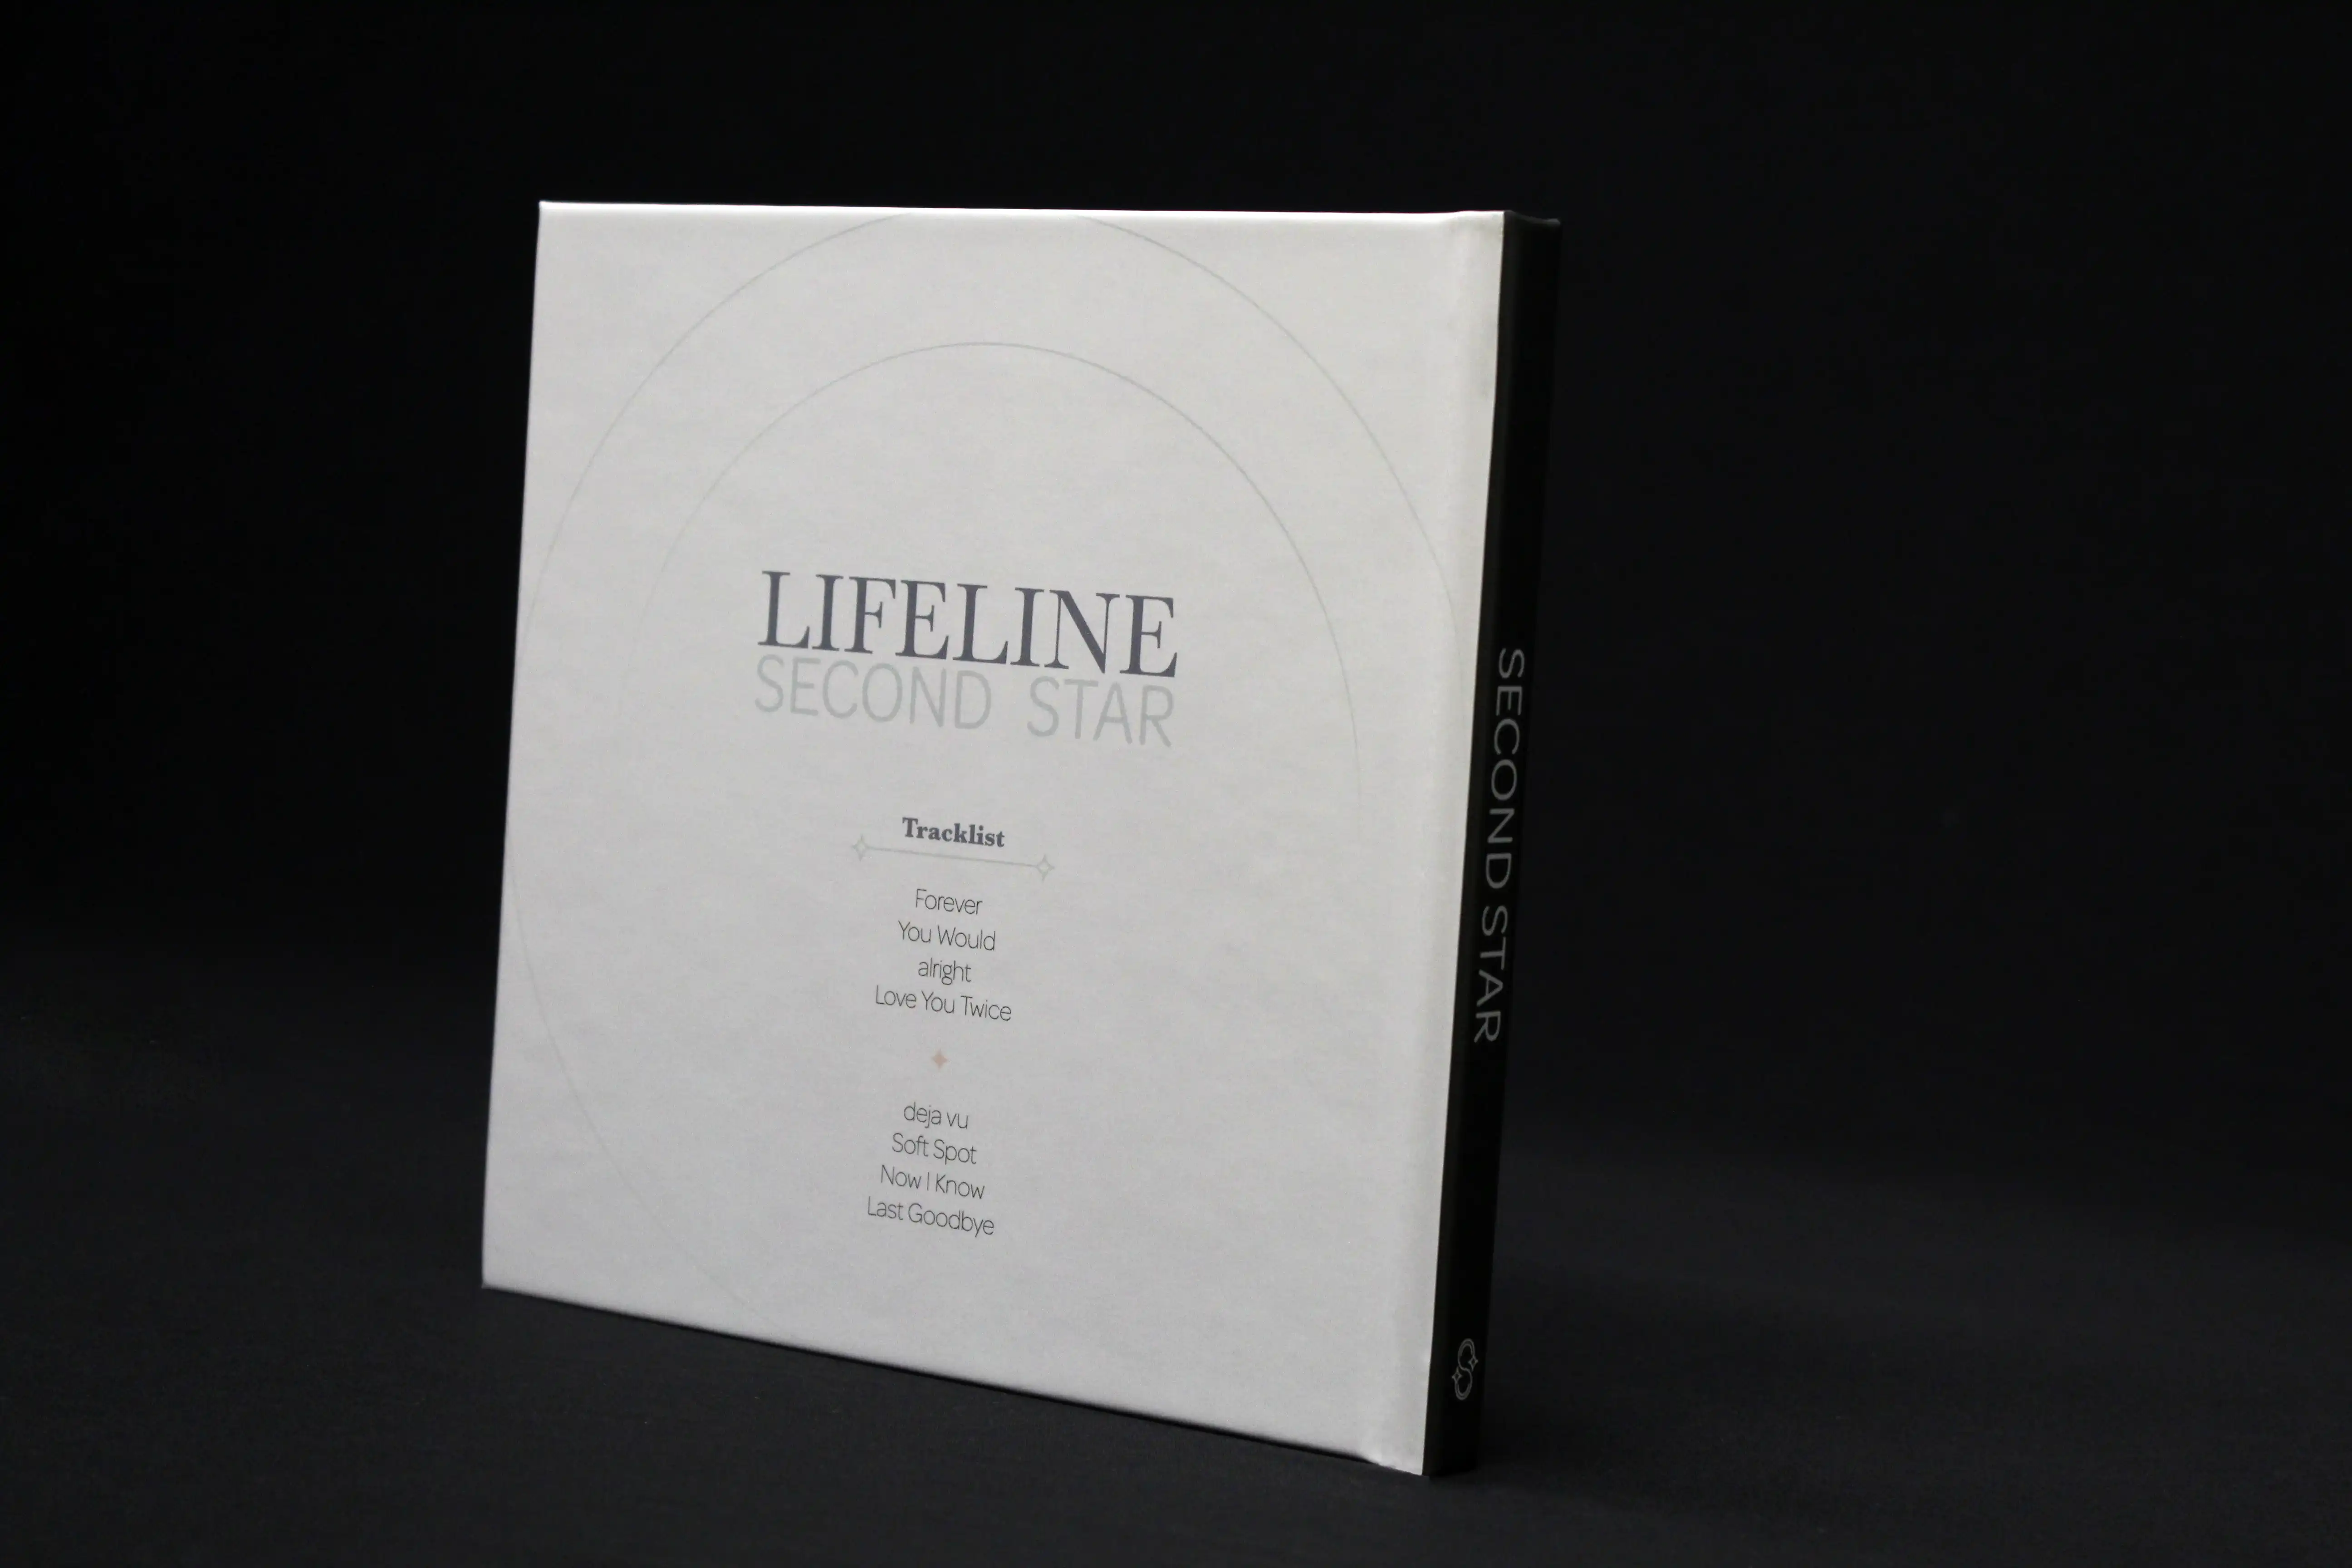 LIFELINE
SECOND STAR
Tracklist
Forever
You Would
alright
Love You Twice
deja vu
Soft Spot
Now I Know
Last Goodbye
SECOND STAR